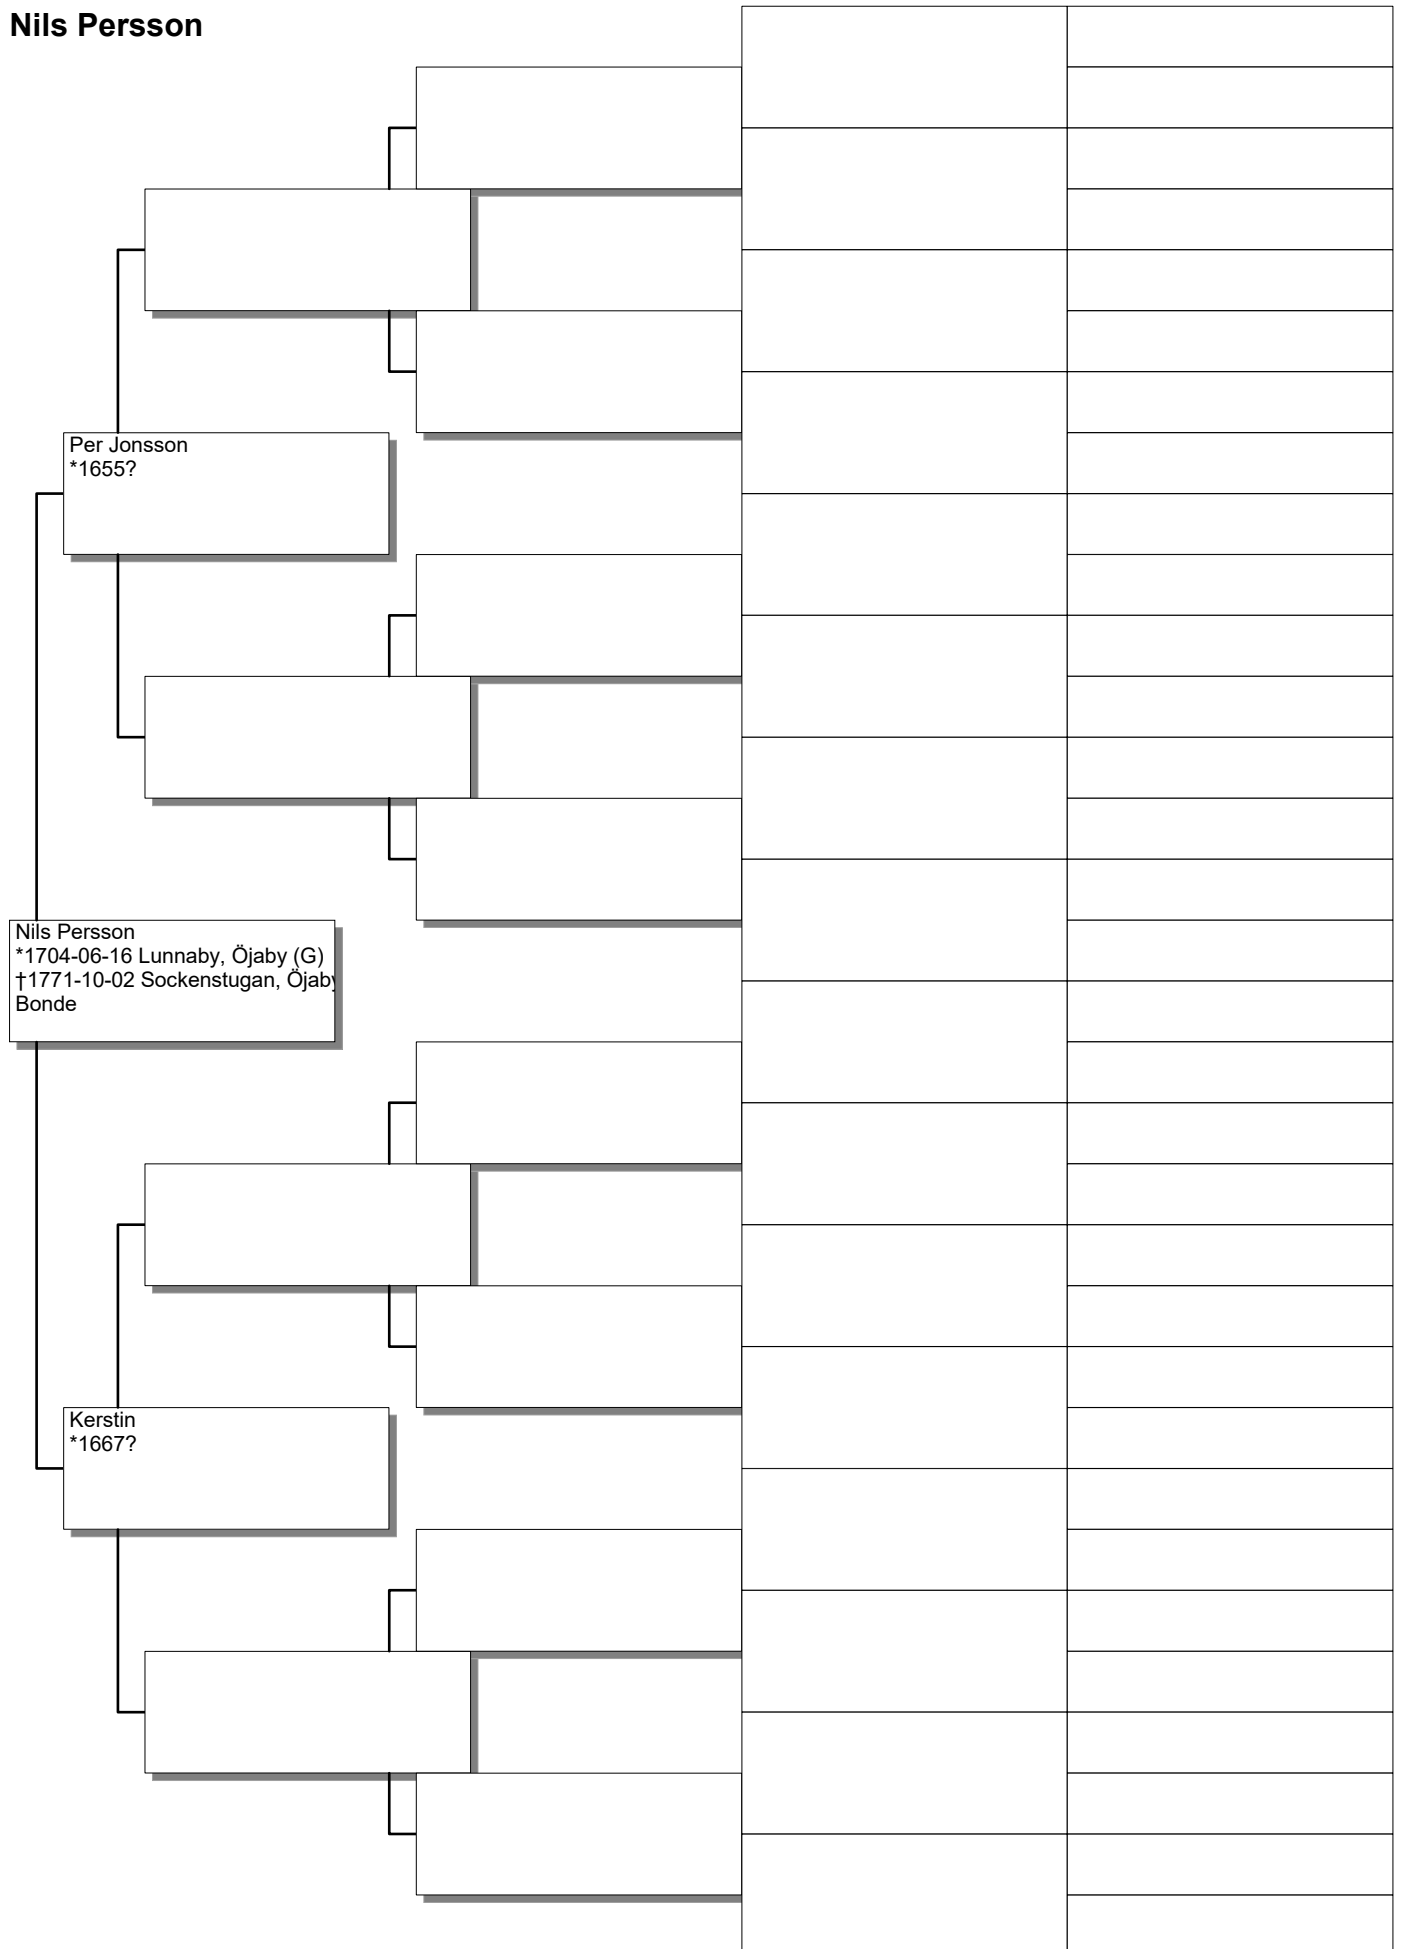 Nils Persson
Per Jonsson
*1655?
Nils Persson
*1704-06-16 Lunnaby, Öjaby (G)
†1771-10-02 Sockenstugan, Öjaby
Bonde
Kerstin
*1667?